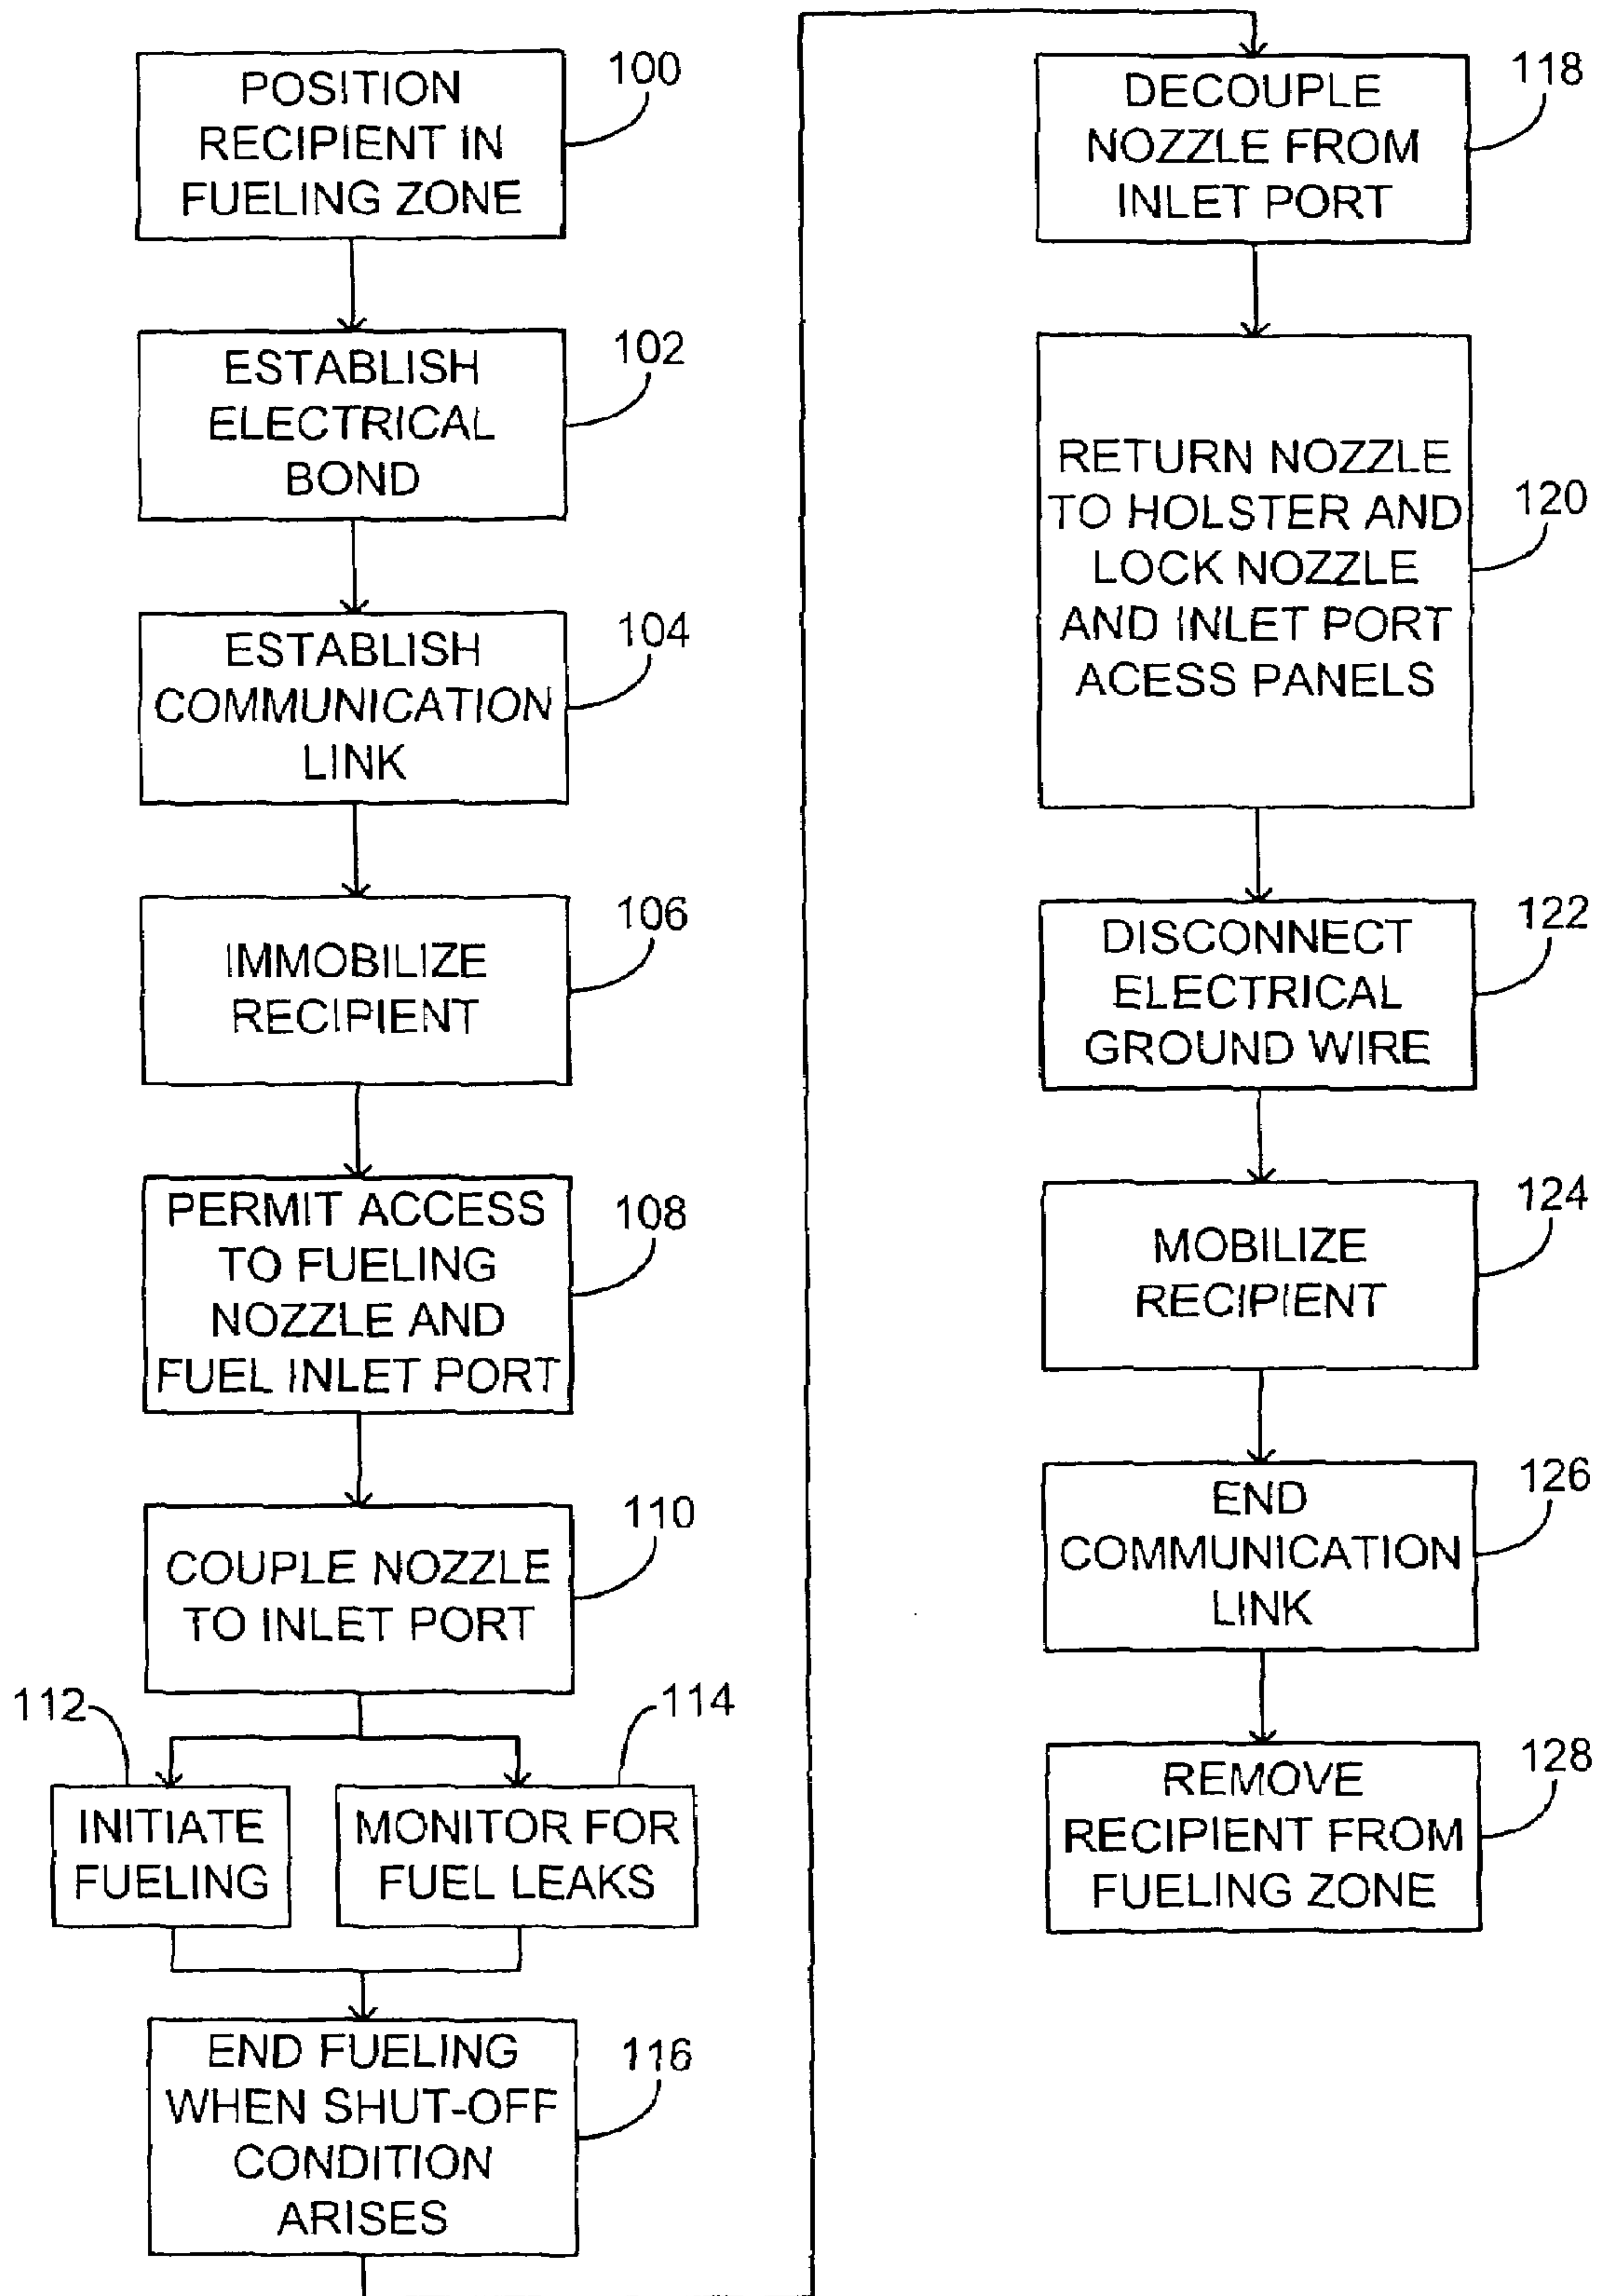 POSITION
RECIPIENT IN
FUELING ZONE
100
ESTABLISH
ELECTRICAL
BOND
102
ESTABLISH
COMMUNICATION
LINK
104
IMMOBILIZE
RECIPIENT
106
PERMIT ACCESS
TO FUELING
NOZZLE AND
FUEL INLET PORT
108
COUPLE NOZZLE
TO INLET PORT
110
112
INITIATE
FUELING
114
MONITOR FOR
FUEL LEAKS
END FUELING
WHEN SHUT-OFF
CONDITION
ARISES
116
DECOUPLE
NOZZLE FROM
INLET PORT
118
RETURN NOZZLE
TO HOLSTER AND
LOCK NOZZLE
AND INLET PORT
ACESS PANELS
120
DISCONNECT
ELECTRICAL
GROUND WIRE
122
MOBILIZE
RECIPIENT
124
END
COMMUNICATION
LINK
126
REMOVE
RECIPIENT FROM
FUELING ZONE
128